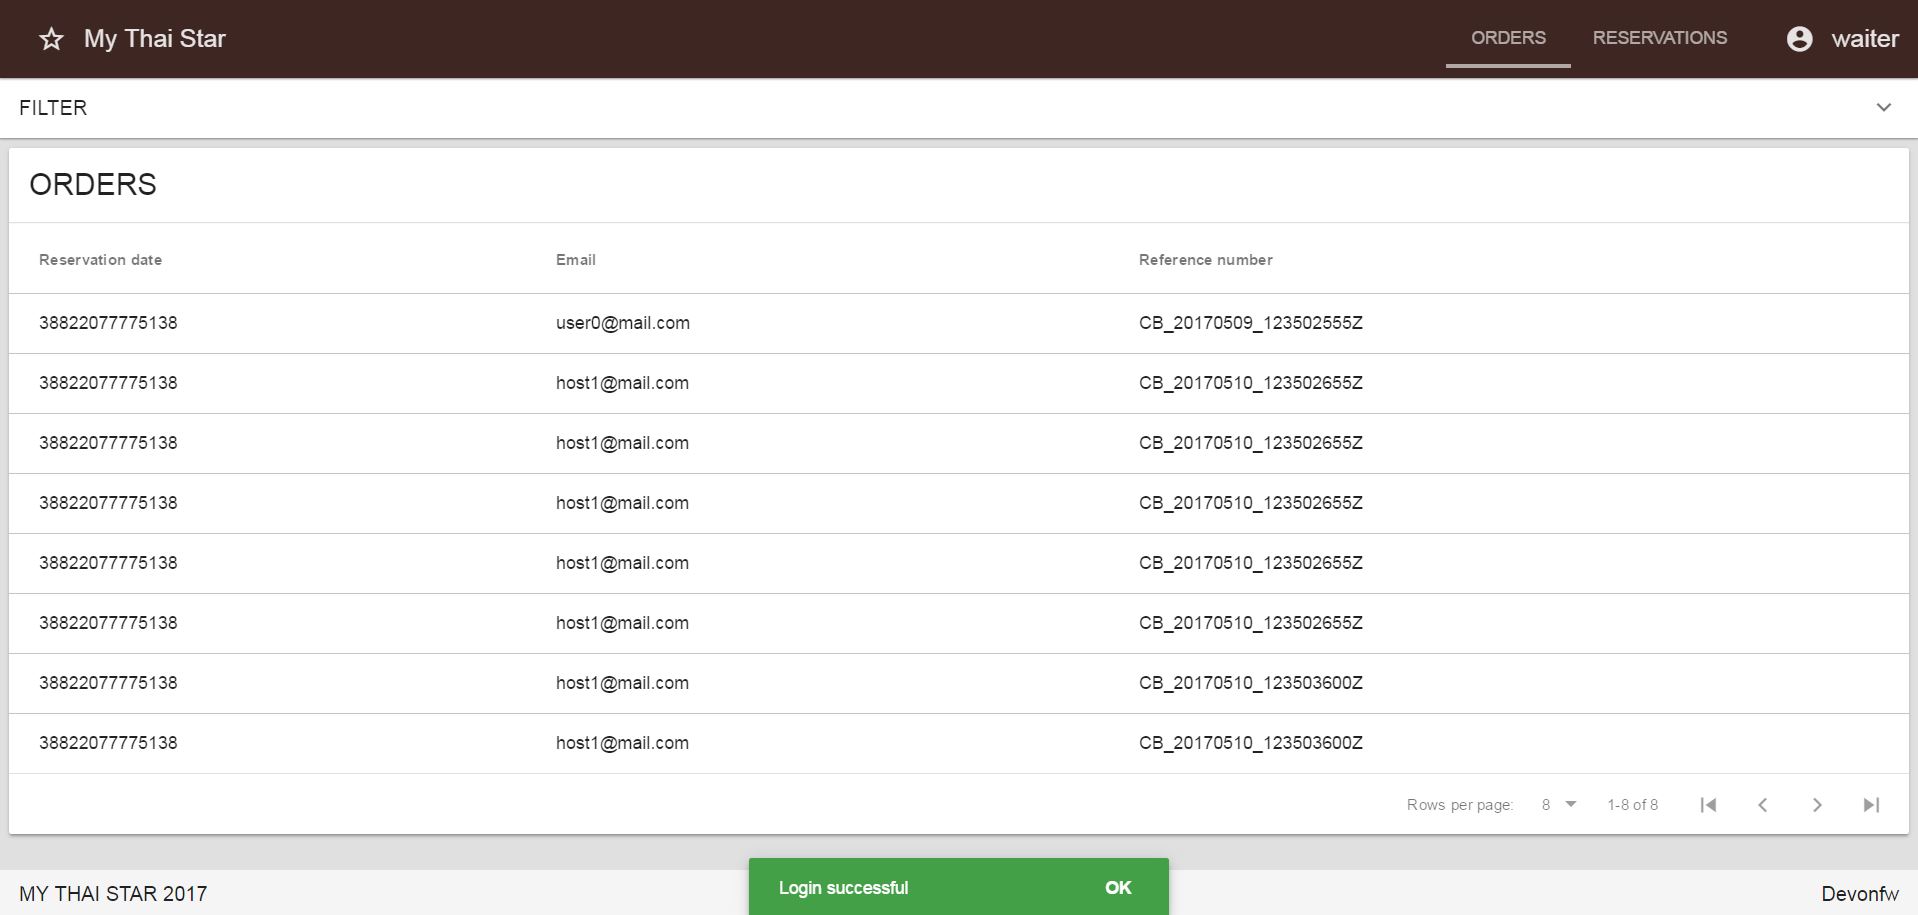 My Thai Star ORDERS RESERVATIONS waiter
FILTER
ORDERS
Reservation date Email Reference number
38822077775138 user0@mail.com CB_20170509_123502555Z
38822077775138 host1@mail.com CB_20170510_123502655Z
38822077775138 host1@mail.com CB_20170510_123502655Z
38822077775138 host1@mail.com CB_20170510_123502655Z
38822077775138 host1@mail.com CB_20170510_123502655Z
38822077775138 host1@mail.com CB_20170510_123502655Z
38822077775138 host1@mail.com CB_20170510_123503600Z
38822077775138 host1@mail.com CB_20170510_123503600Z
Rows per page: 8 1-8 of 8
Login successful OK
MY THAI STAR 2017 Devonfw